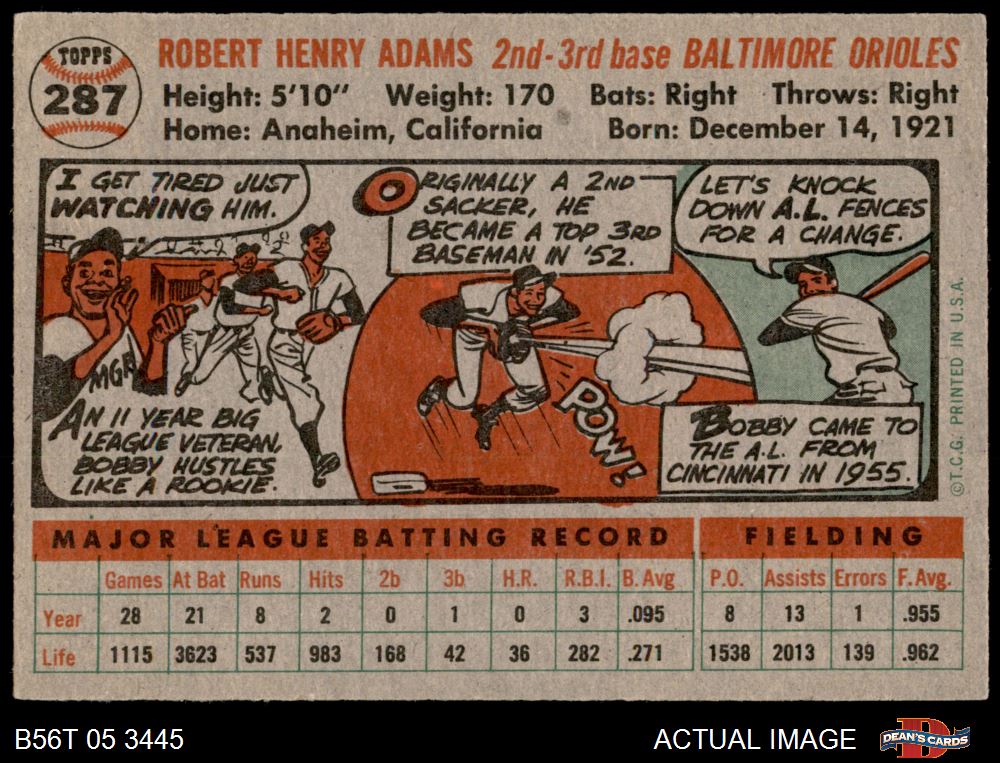 TOPPS
287
ROBERT HENRY ADAMS 2nd-3rd base BALTIMORE ORIOLES
Height: 5'10" Weight: 170 Bats: Right Throws: Right
Home: Anaheim, California Born: December 14, 1921
I GET TIRED JUST
WATCHING HIM.
MGR
AN 11 YEAR BIG
LEAGUE VETERAN,
BOBBY HUSTLES
LIKE A ROOKIE.
ORIGINALLY A 2ND
SACKER, HE
BECAME A TOP 3RD
BASEMAN IN '52.
POW!
LET'S KNOCK
DOWN A.L. FENCES
FOR A CHANGE.
BOBBY CAME TO
THE A.L. FROM
CINCINNATI IN 1955.
©T.C.G. PRINTED IN U.S.A.
MAJOR LEAGUE BATTING RECORD FIELDING
Games At Bat Runs Hits 2b 3b H.R. R.B.I. B. Avg P.O. Assists Errors F. Avg.
Year 28 21 8 2 0 1 0 3 .095 8 13 1 .955
Life 1115 3623 537 983 168 42 36 282 .271 1538 2013 139 .962
B56T 05 3445 ACTUAL IMAGE D DEAN'S CARDS